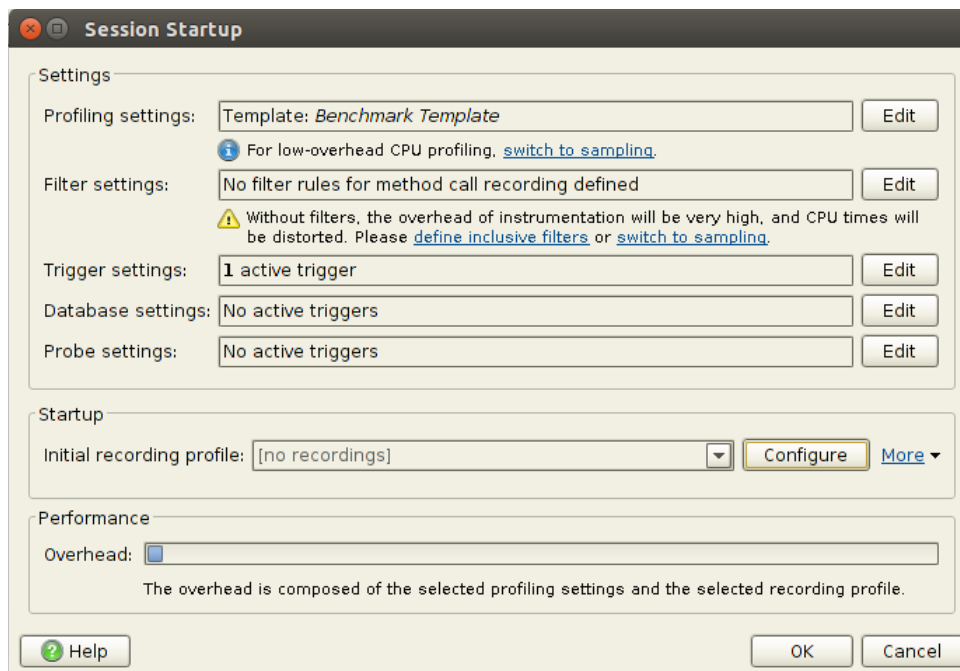 Session Startup
Settings
Profiling settings: Template: Benchmark Template Edit
For low-overhead CPU profiling, switch to sampling.
Filter settings: No filter rules for method call recording defined Edit
Without filters, the overhead of instrumentation will be very high, and CPU times will
be distorted. Please define inclusive filters or switch to sampling.
Trigger settings: 1 active trigger Edit
Database settings: No active triggers Edit
Probe settings: No active triggers Edit
Startup
Initial recording profile: [no recordings] Configure More
Performance
Overhead:
The overhead is composed of the selected profiling settings and the selected recording profile.
Help OK Cancel